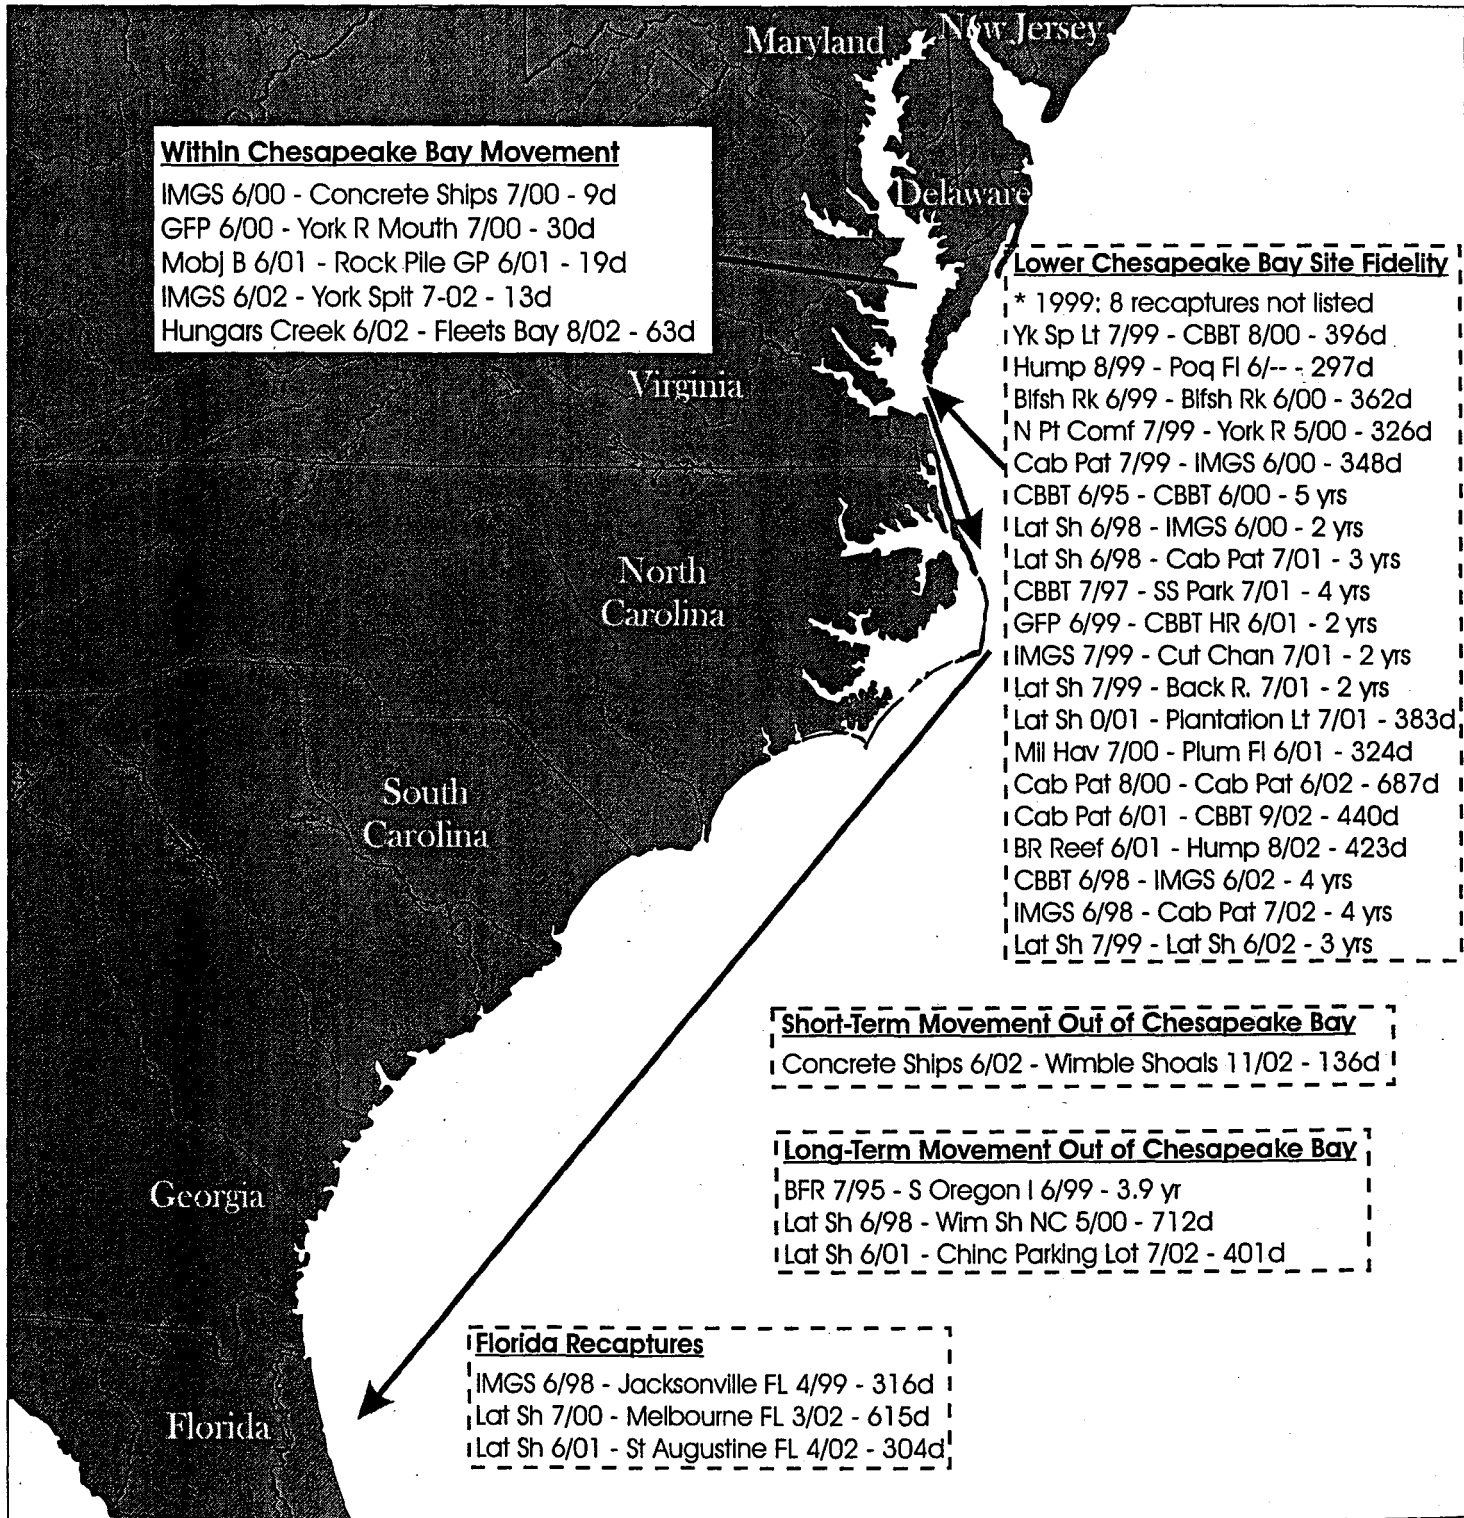 Maryland
New Jersey
Within Chesapeake Bay Movement
IMGS 6/00 - Concrete Ships 7/00 - 9d
GFP 6/00 - York R Mouth 7/00 - 30d
Mobj B 6/01 - Rock Pile GP 6/01 - 19d
IMGS 6/02 - York Spit 7-02 - 13d
Hungars Creek 6/02 - Fleets Bay 8/02 - 63d
Delaware
Virginia
North
Carolina
South
Carolina
Georgia
Florida
Lower Chesapeake Bay Site Fidelity
* 1999: 8 recaptures not listed
Yk Sp Lt 7/99 - CBBT 8/00 - 396d
Hump 8/99 - Poq Fl 6/-- - 297d
Blfsh Rk 6/99 - Blfsh Rk 6/00 - 362d
N Pt Comf 7/99 - York R 5/00 - 326d
Cab Pat 7/99 - IMGS 6/00 - 348d
CBBT 6/95 - CBBT 6/00 - 5 yrs
Lat Sh 6/98 - IMGS 6/00 - 2 yrs
Lat Sh 6/98 - Cab Pat 7/01 - 3 yrs
CBBT 7/97 - SS Park 7/01 - 4 yrs
GFP 6/99 - CBBT HR 6/01 - 2 yrs
IMGS 7/99 - Cut Chan 7/01 - 2 yrs
Lat Sh 7/99 - Back R. 7/01 - 2 yrs
Lat Sh 0/01 - Plantation Lt 7/01 - 383d
Mil Hav 7/00 - Plum Fl 6/01 - 324d
Cab Pat 8/00 - Cab Pat 6/02 - 687d
Cab Pat 6/01 - CBBT 9/02 - 440d
BR Reef 6/01 - Hump 8/02 - 423d
CBBT 6/98 - IMGS 6/02 - 4 yrs
IMGS 6/98 - Cab Pat 7/02 - 4 yrs
Lat Sh 7/99 - Lat Sh 6/02 - 3 yrs
Short-Term Movement Out of Chesapeake Bay
Concrete Ships 6/02 - Wimble Shoals 11/02 - 136d
Long-Term Movement Out of Chesapeake Bay
BFR 7/95 - S Oregon I 6/99 - 3.9 yr
Lat Sh 6/98 - Wim Sh NC 5/00 - 712d
Lat Sh 6/01 - Chinc Parking Lot 7/02 - 401d
Florida Recaptures
IMGS 6/98 - Jacksonville FL 4/99 - 316d
Lat Sh 7/00 - Melbourne FL 3/02 - 615d
Lat Sh 6/01 - St Augustine FL 4/02 - 304d